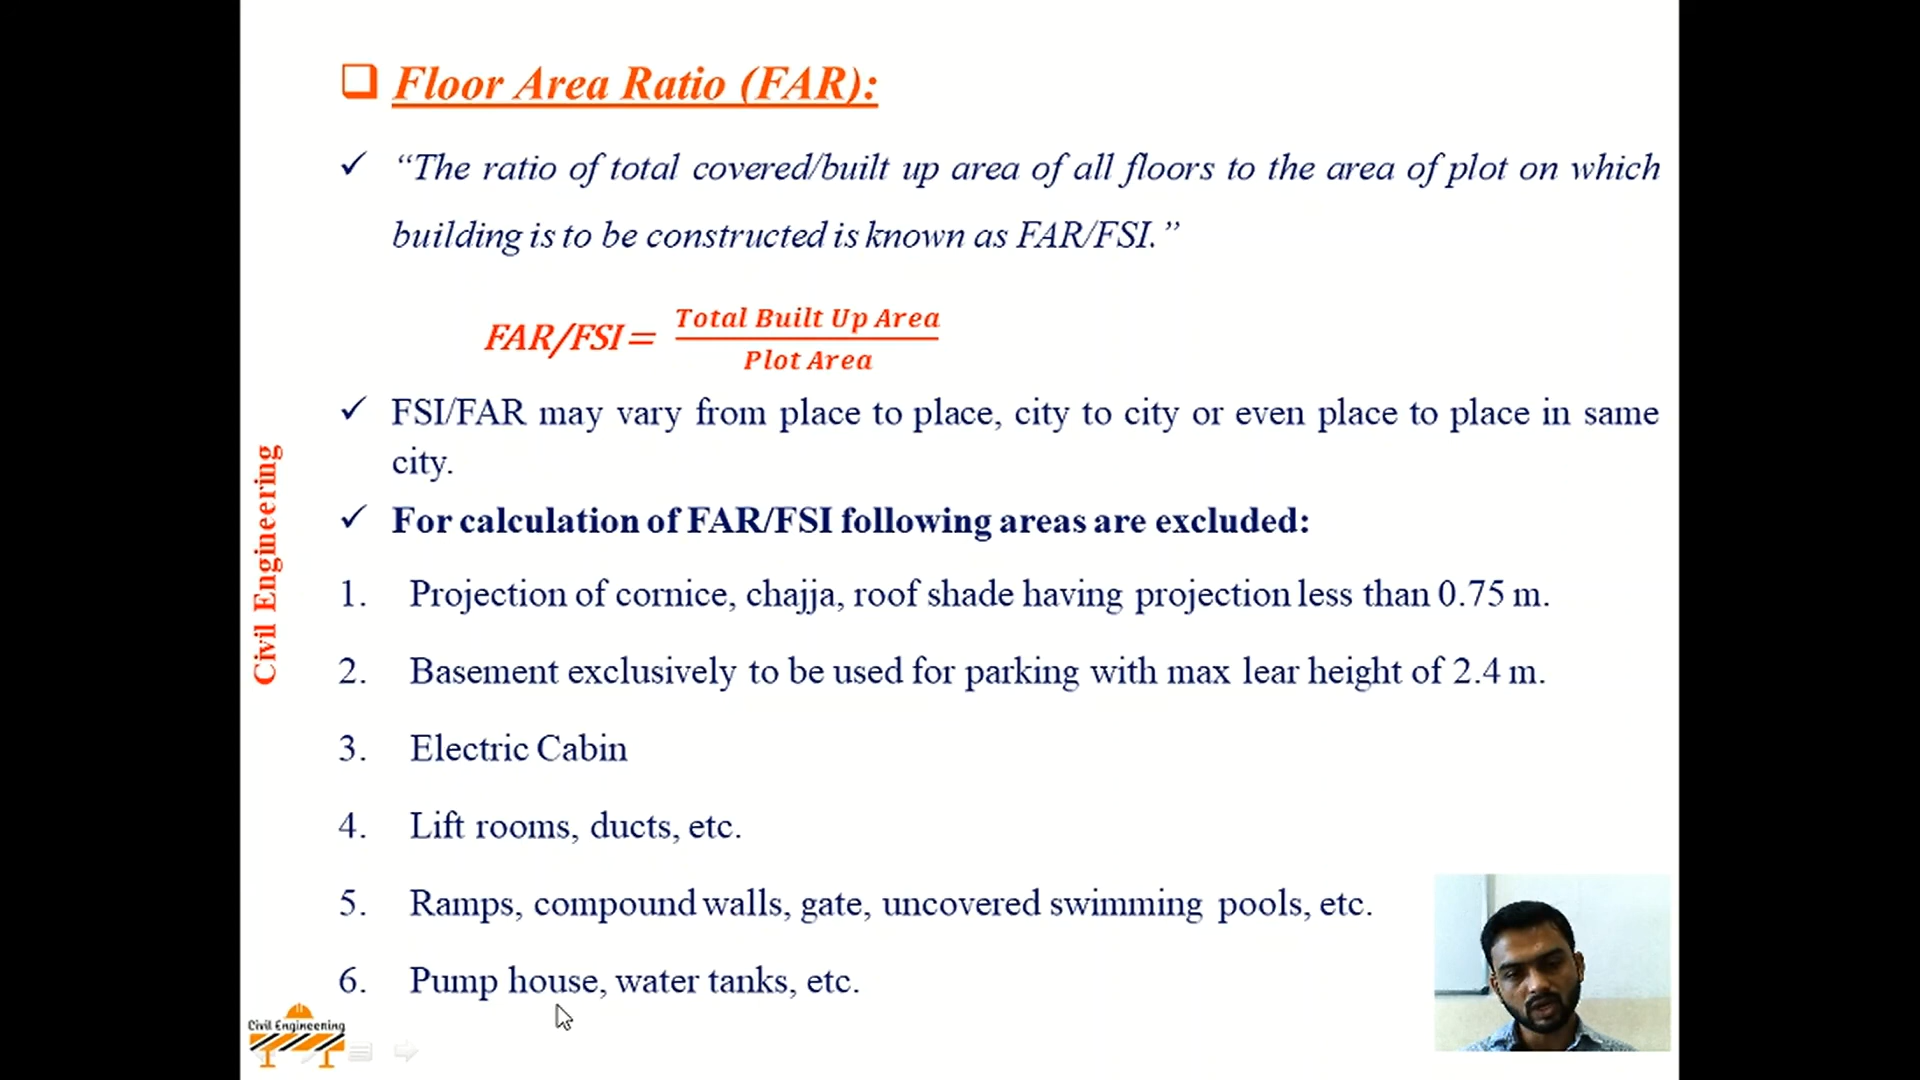 Floor Area Ratio (FAR):
✓ “The ratio of total covered/built up area of all floors to the area of plot on which
building is to be constructed is known as FAR/FSI.”
FAR/FSI = Total Built Up Area
Plot Area
✓ FSI/FAR may vary from place to place, city to city or even place to place in same
city.
✓ For calculation of FAR/FSI following areas are excluded:
1. Projection of cornice, chajja, roof shade having projection less than 0.75 m.
2. Basement exclusively to be used for parking with max lear height of 2.4 m.
3. Electric Cabin
4. Lift rooms, ducts, etc.
5. Ramps, compound walls, gate, uncovered swimming pools, etc.
6. Pump house, water tanks, etc.
Civil Engineering
Civil Engineering